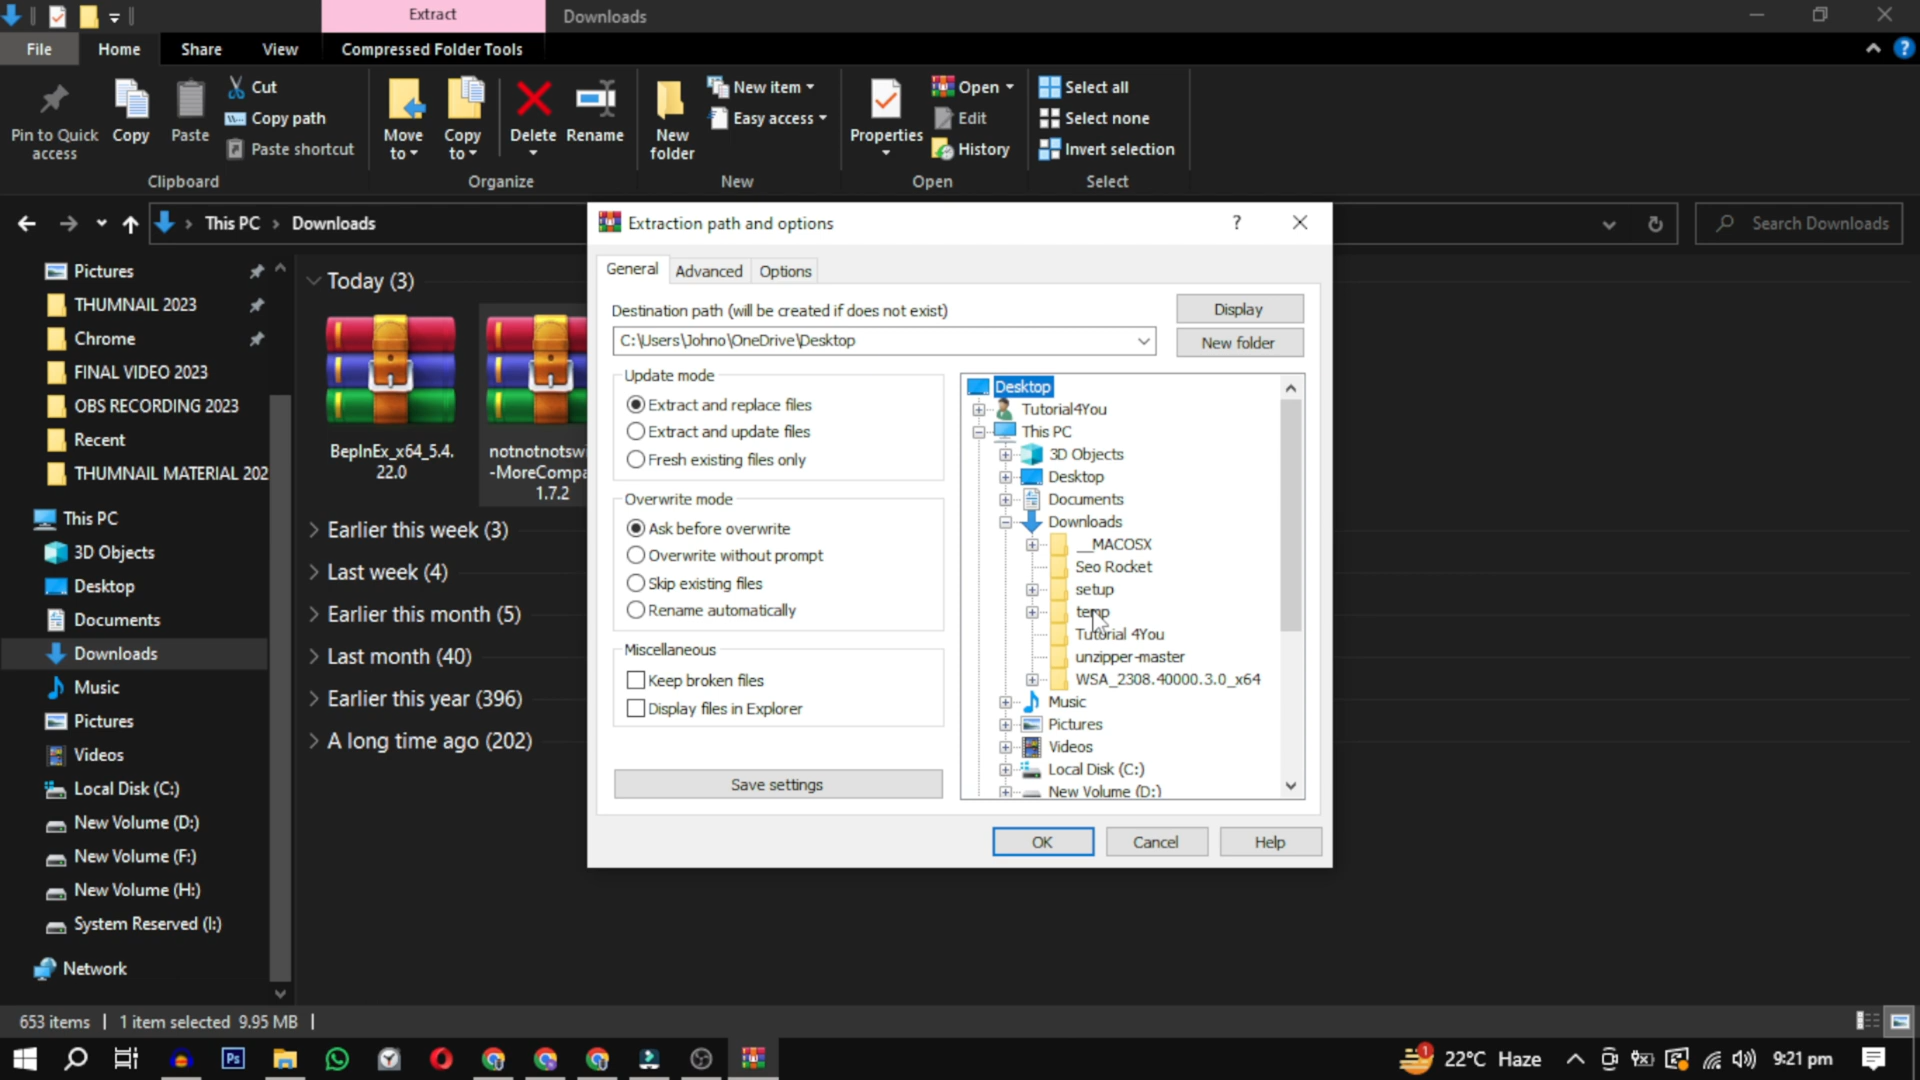 Extract
Downloads
File
Home
Share
View
Compressed Folder Tools
Pin to Quick
access
Copy
Paste
Cut
Copy path
Paste shortcut
Clipboard
Move
to
Copy
to
Delete
Rename
Organize
New
folder
New item
Easy access
New
Properties
Open
Edit
History
Open
Select all
Select none
Invert selection
Select
This PC
Downloads
Search Downloads
Pictures
THUMNAIL 2023
Chrome
FINAL VIDEO 2023
OBS RECORDING 2023
Recent
THUMNAIL MATERIAL 202
This PC
3D Objects
Desktop
Documents
Downloads
Music
Pictures
Videos
Local Disk (C:)
New Volume (D:)
New Volume (F:)
New Volume (H:)
System Reserved (I:)
Network
Today (3)
BepInEx_x64_5.4.
22.0
notnotnotsw
-MoreCompa
1.7.2
Earlier this week (3)
Last week (4)
Earlier this month (5)
Last month (40)
Earlier this year (396)
A long time ago (202)
Extraction path and options
?
General
Advanced
Options
Destination path (will be created if does not exist)
C:\Users\Johno\OneDrive\Desktop
Display
New folder
Update mode
Extract and replace files
Extract and update files
Fresh existing files only
Overwrite mode
Ask before overwrite
Overwrite without prompt
Skip existing files
Rename automatically
Miscellaneous
Keep broken files
Display files in Explorer
Save settings
Desktop
Tutorial4You
This PC
3D Objects
Desktop
Documents
Downloads
__MACOSX
Seo Rocket
setup
temp
Tutorial 4You
unzipper-master
WSA_2308.40000.3.0_x64
Music
Pictures
Videos
Local Disk (C:)
New Volume (D:)
OK
Cancel
Help
653 items
1 item selected 9.95 MB
Ps
1
22°C Haze
9:21 pm